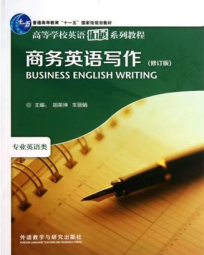 普通高等教育"十一五"国家级规划教材
高等学校英语拓展系列教程
商务英语写作(修订版)
BUSINESS ENGLISH WRITING
主编:
专业英语类
外语教学与研究出版社